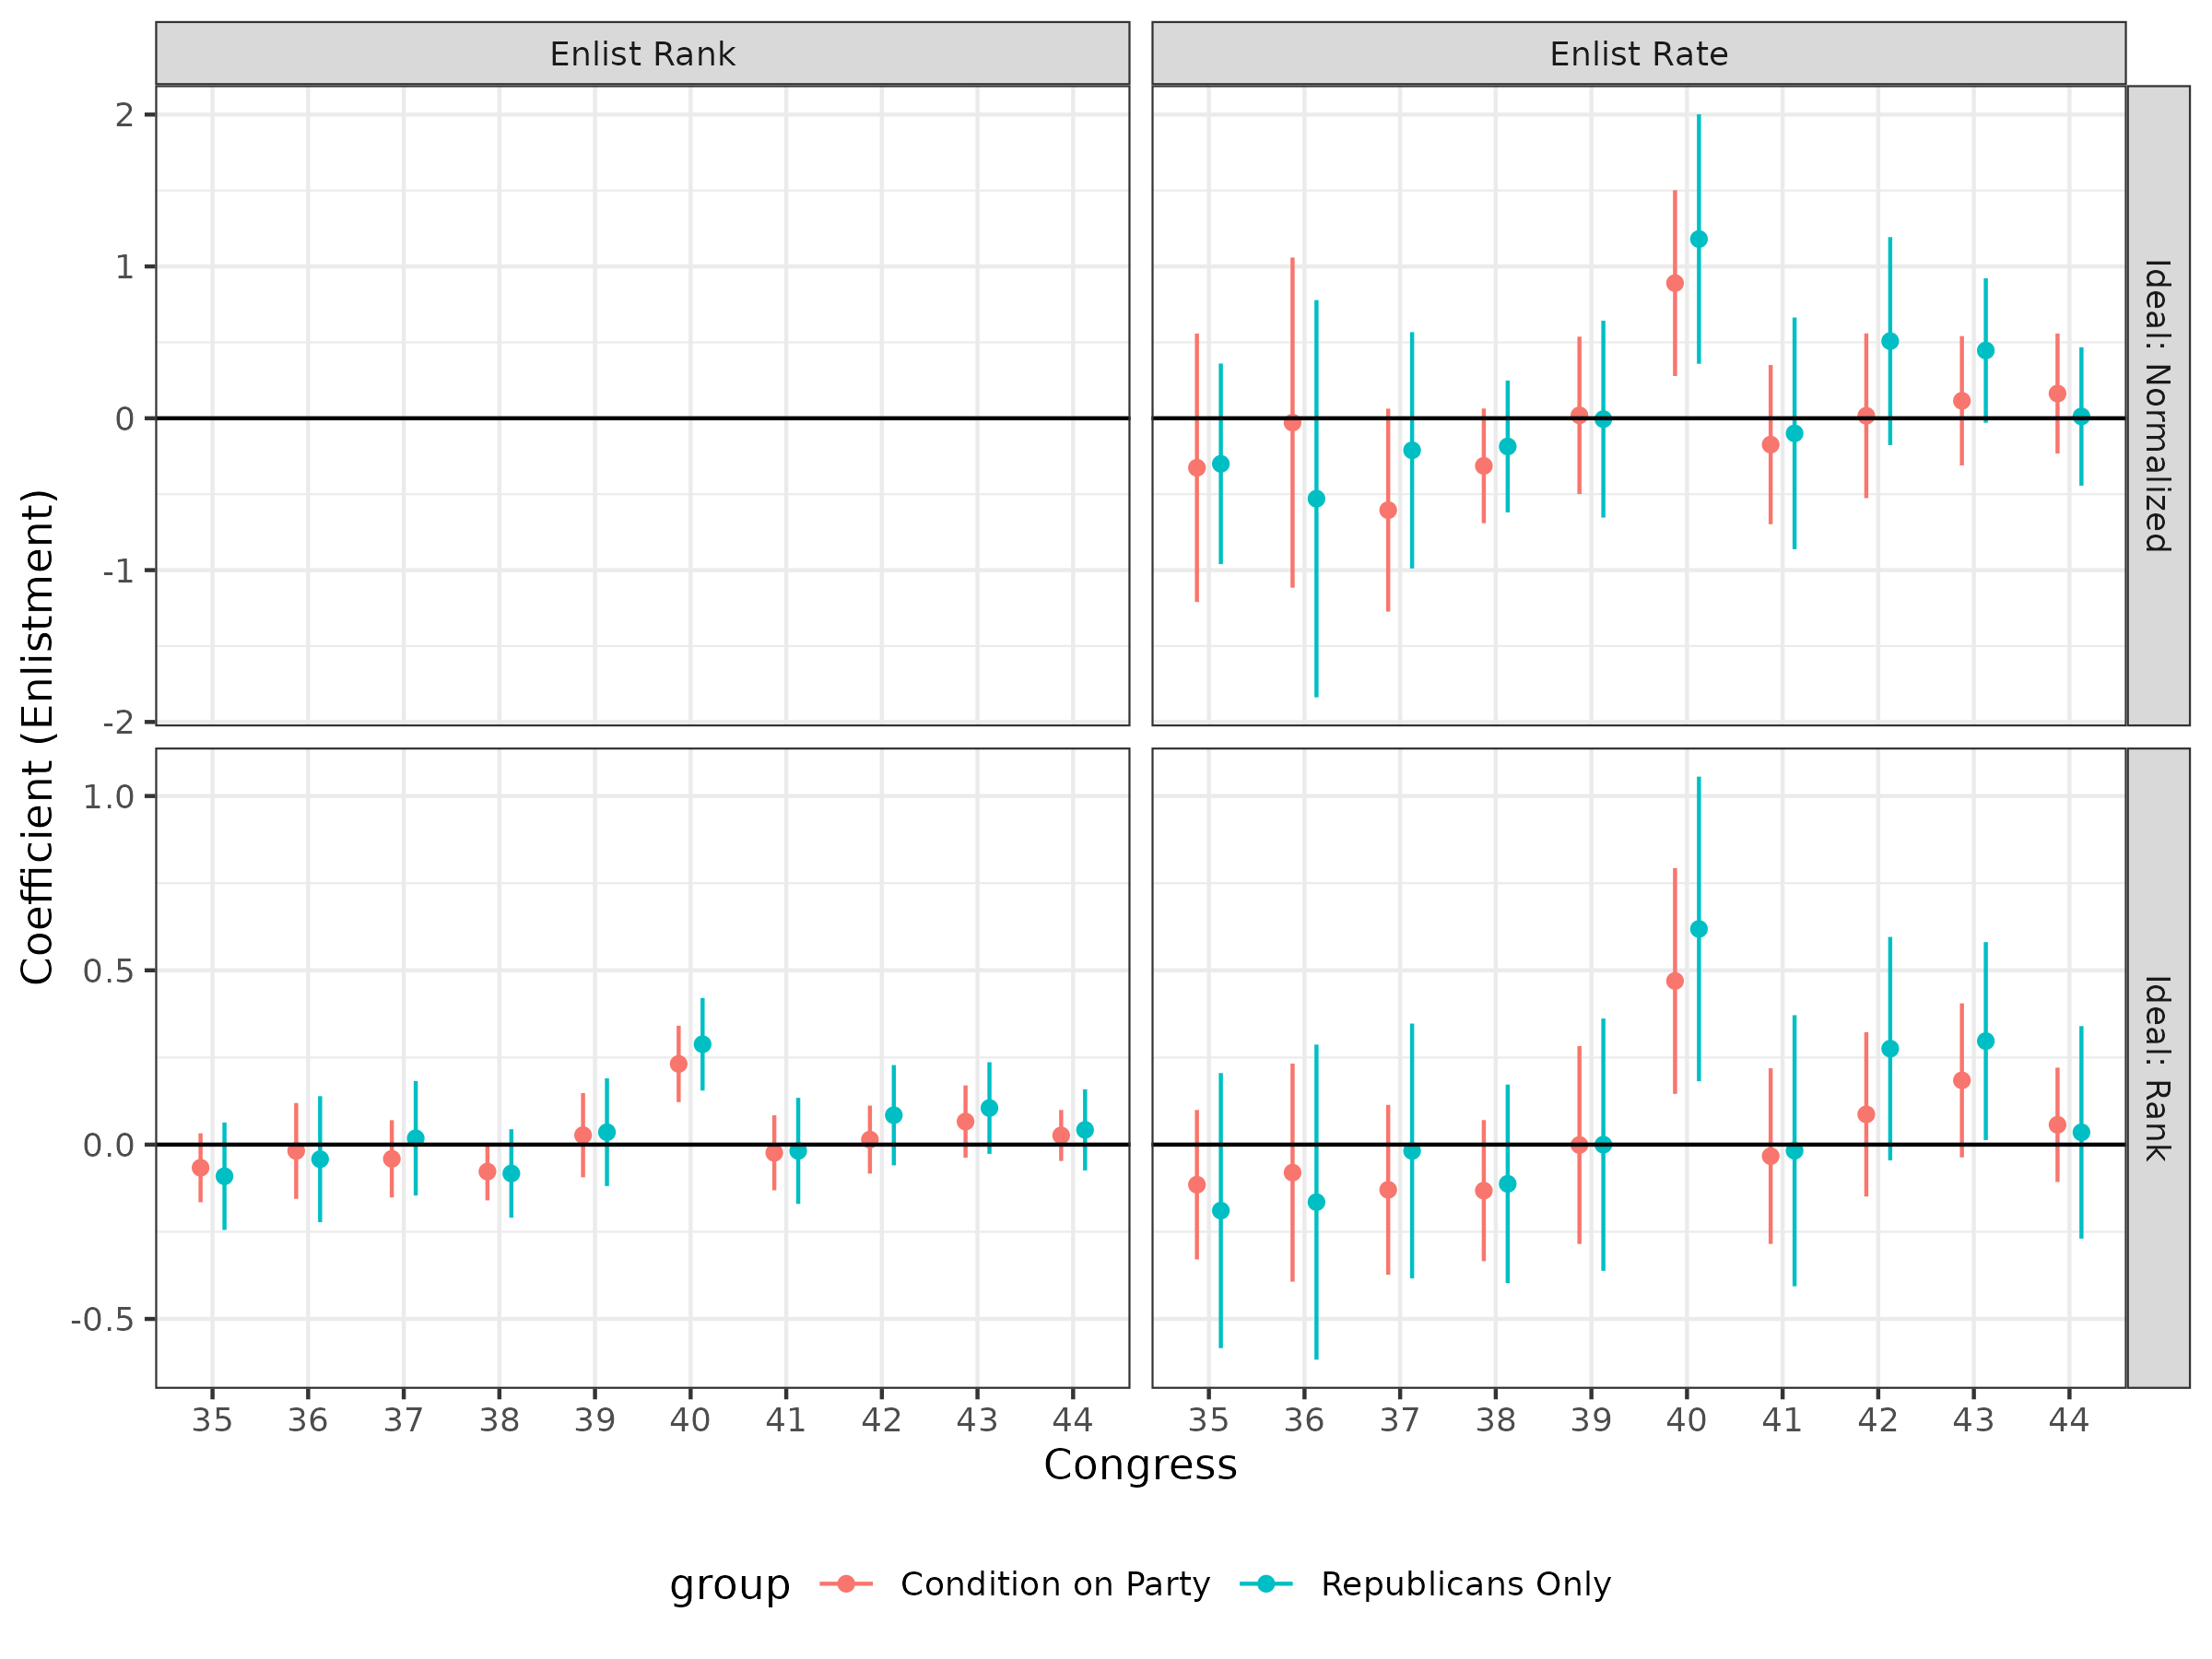 Enlist Rank
Enlist Rate
Coefficient (Enlistment)
2
1
0
-1
-2
Ideal: Normalized
1.0
0.5
0.0
-0.5
Ideal: Rank
35 36 37 38 39 40 41 42 43 44
35 36 37 38 39 40 41 42 43 44
Congress
group Condition on Party Republicans Only